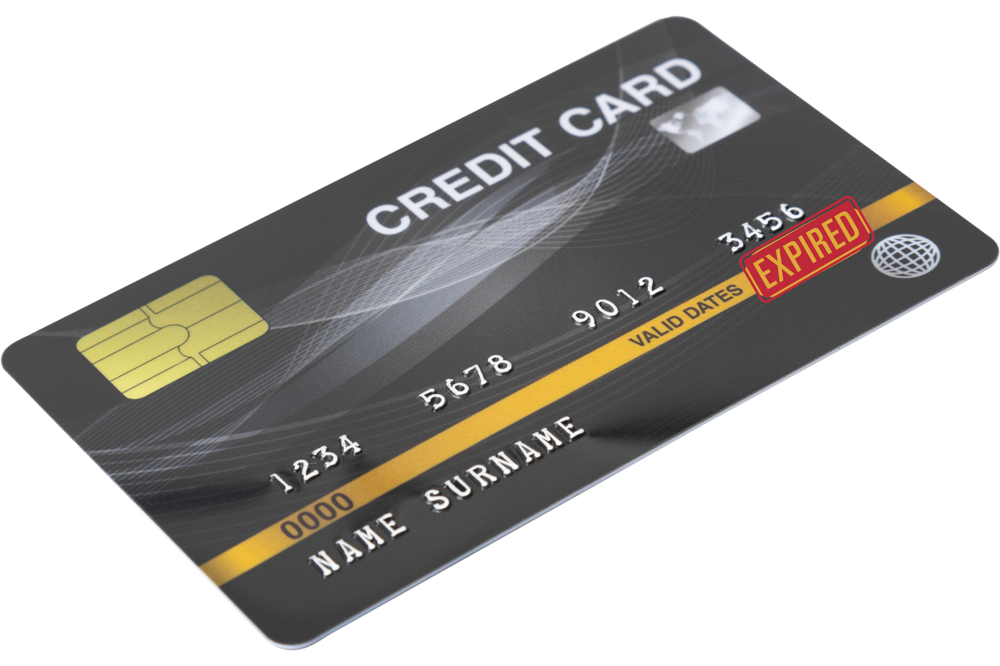 CREDIT CARD
1234 5678 9012 3456
0000 VALID DATES EXPIRED
NAME SURNAME